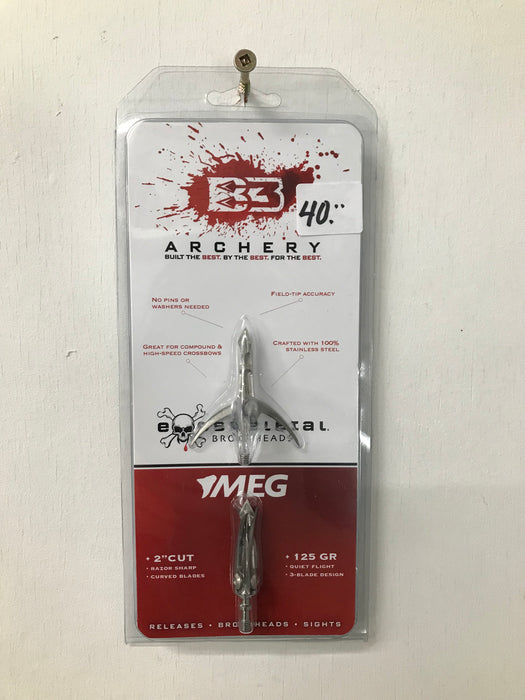 B3
40.""
ARCHERY
BUILT THE BEST. BY THE BEST. FOR THE BEST.
NO PINS OR
WASHERS NEEDED
FIELD-TIP ACCURACY
GREAT FOR COMPOUND &
HIGH-SPEED CROSSBOWS
CRAFTED WITH 100%
STAINLESS STEEL
MEG
+ 2"CUT
• RAZOR SHARP
• CURVED BLADES
+ 125 GR
• QUIET FLIGHT
• 3-BLADE DESIGN
RELEASES • BROADHEADS • SIGHTS